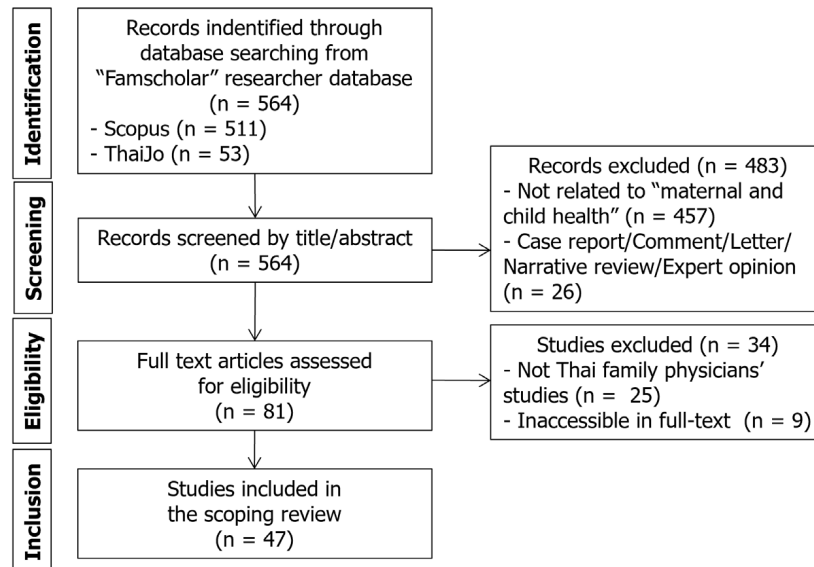 Identification
Records indentified through
database searching from
“Famscholar” researcher database
(n = 564)
- Scopus (n = 511)
- ThaiJo (n = 53)
Screening
Records screened by title/abstract
(n = 564)
Records excluded (n = 483)
- Not related to “maternal and
child health” (n = 457)
- Case report/Comment/Letter/
Narrative review/Expert opinion
(n = 26)
Eligibility
Full text articles assessed
for eligibility
(n = 81)
Studies excluded (n = 34)
- Not Thai family physicians’
studies (n = 25)
- Inaccessible in full-text (n = 9)
Inclusion
Studies included in
the scoping review
(n = 47)